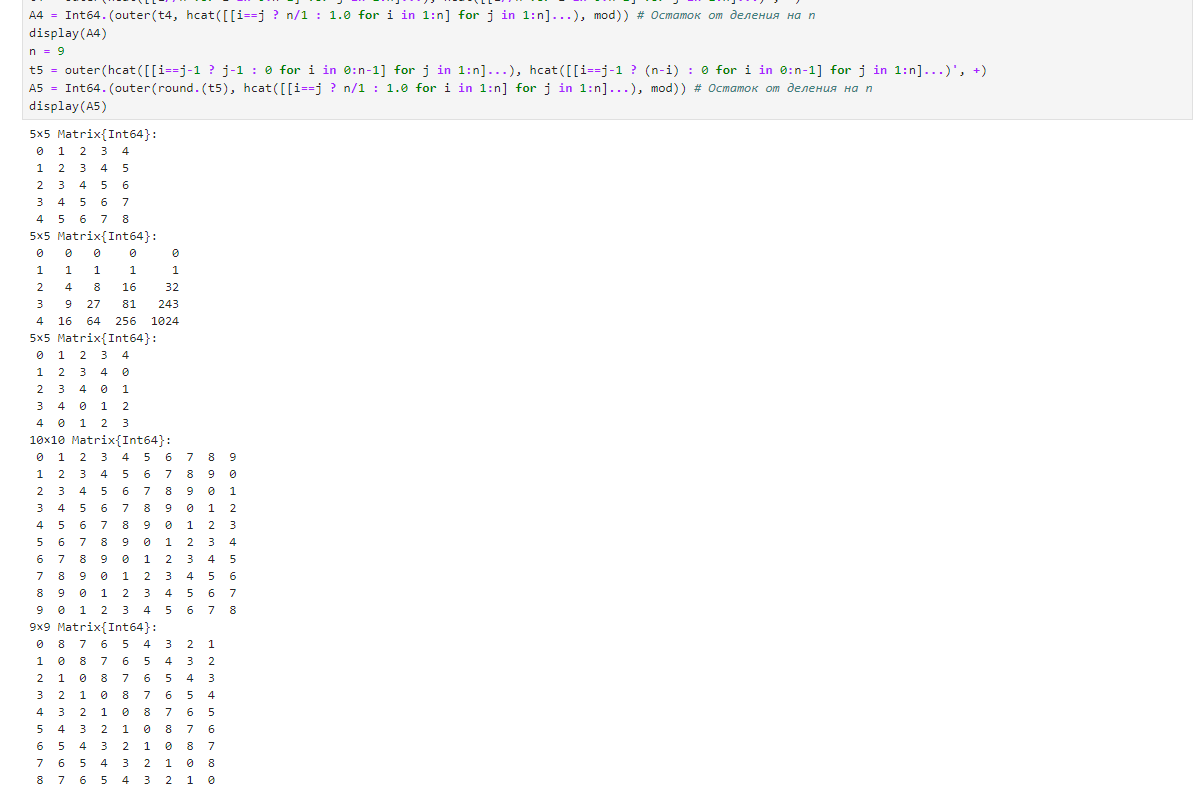 A4 = Int64.(outer(t4, hcat([[i==j ? n/1 : 1.0 for i in 1:n] for j in 1:n]...), mod)) # Остаток от деления на n
display(A4)
n = 9
t5 = outer(hcat([[i==j-1 ? j-1 : 0 for i in 0:n-1] for j in 1:n]...), hcat([[i==j-1 ? (n-i) : 0 for i in 0:n-1] for j in 1:n]...)', +)
A5 = Int64.(outer(round.(t5), hcat([[i==j ? n/1 : 1.0 for i in 1:n] for j in 1:n]...), mod)) # Остаток от деления на n
display(A5)
5×5 Matrix{Int64}:
0 1 2 3 4
1 2 3 4 5
2 3 4 5 6
3 4 5 6 7
4 5 6 7 8
5×5 Matrix{Int64}:
0 0 0 0 0
1 1 1 1 1
2 4 8 16 32
3 9 27 81 243
4 16 64 256 1024
5×5 Matrix{Int64}:
0 1 2 3 4
1 2 3 4 0
2 3 4 0 1
3 4 0 1 2
4 0 1 2 3
10×10 Matrix{Int64}:
0 1 2 3 4 5 6 7 8 9
1 2 3 4 5 6 7 8 9 0
2 3 4 5 6 7 8 9 0 1
3 4 5 6 7 8 9 0 1 2
4 5 6 7 8 9 0 1 2 3
5 6 7 8 9 0 1 2 3 4
6 7 8 9 0 1 2 3 4 5
7 8 9 0 1 2 3 4 5 6
8 9 0 1 2 3 4 5 6 7
9 0 1 2 3 4 5 6 7 8
9×9 Matrix{Int64}:
0 8 7 6 5 4 3 2 1
1 0 8 7 6 5 4 3 2
2 1 0 8 7 6 5 4 3
3 2 1 0 8 7 6 5 4
4 3 2 1 0 8 7 6 5
5 4 3 2 1 0 8 7 6
6 5 4 3 2 1 0 8 7
7 6 5 4 3 2 1 0 8
8 7 6 5 4 3 2 1 0